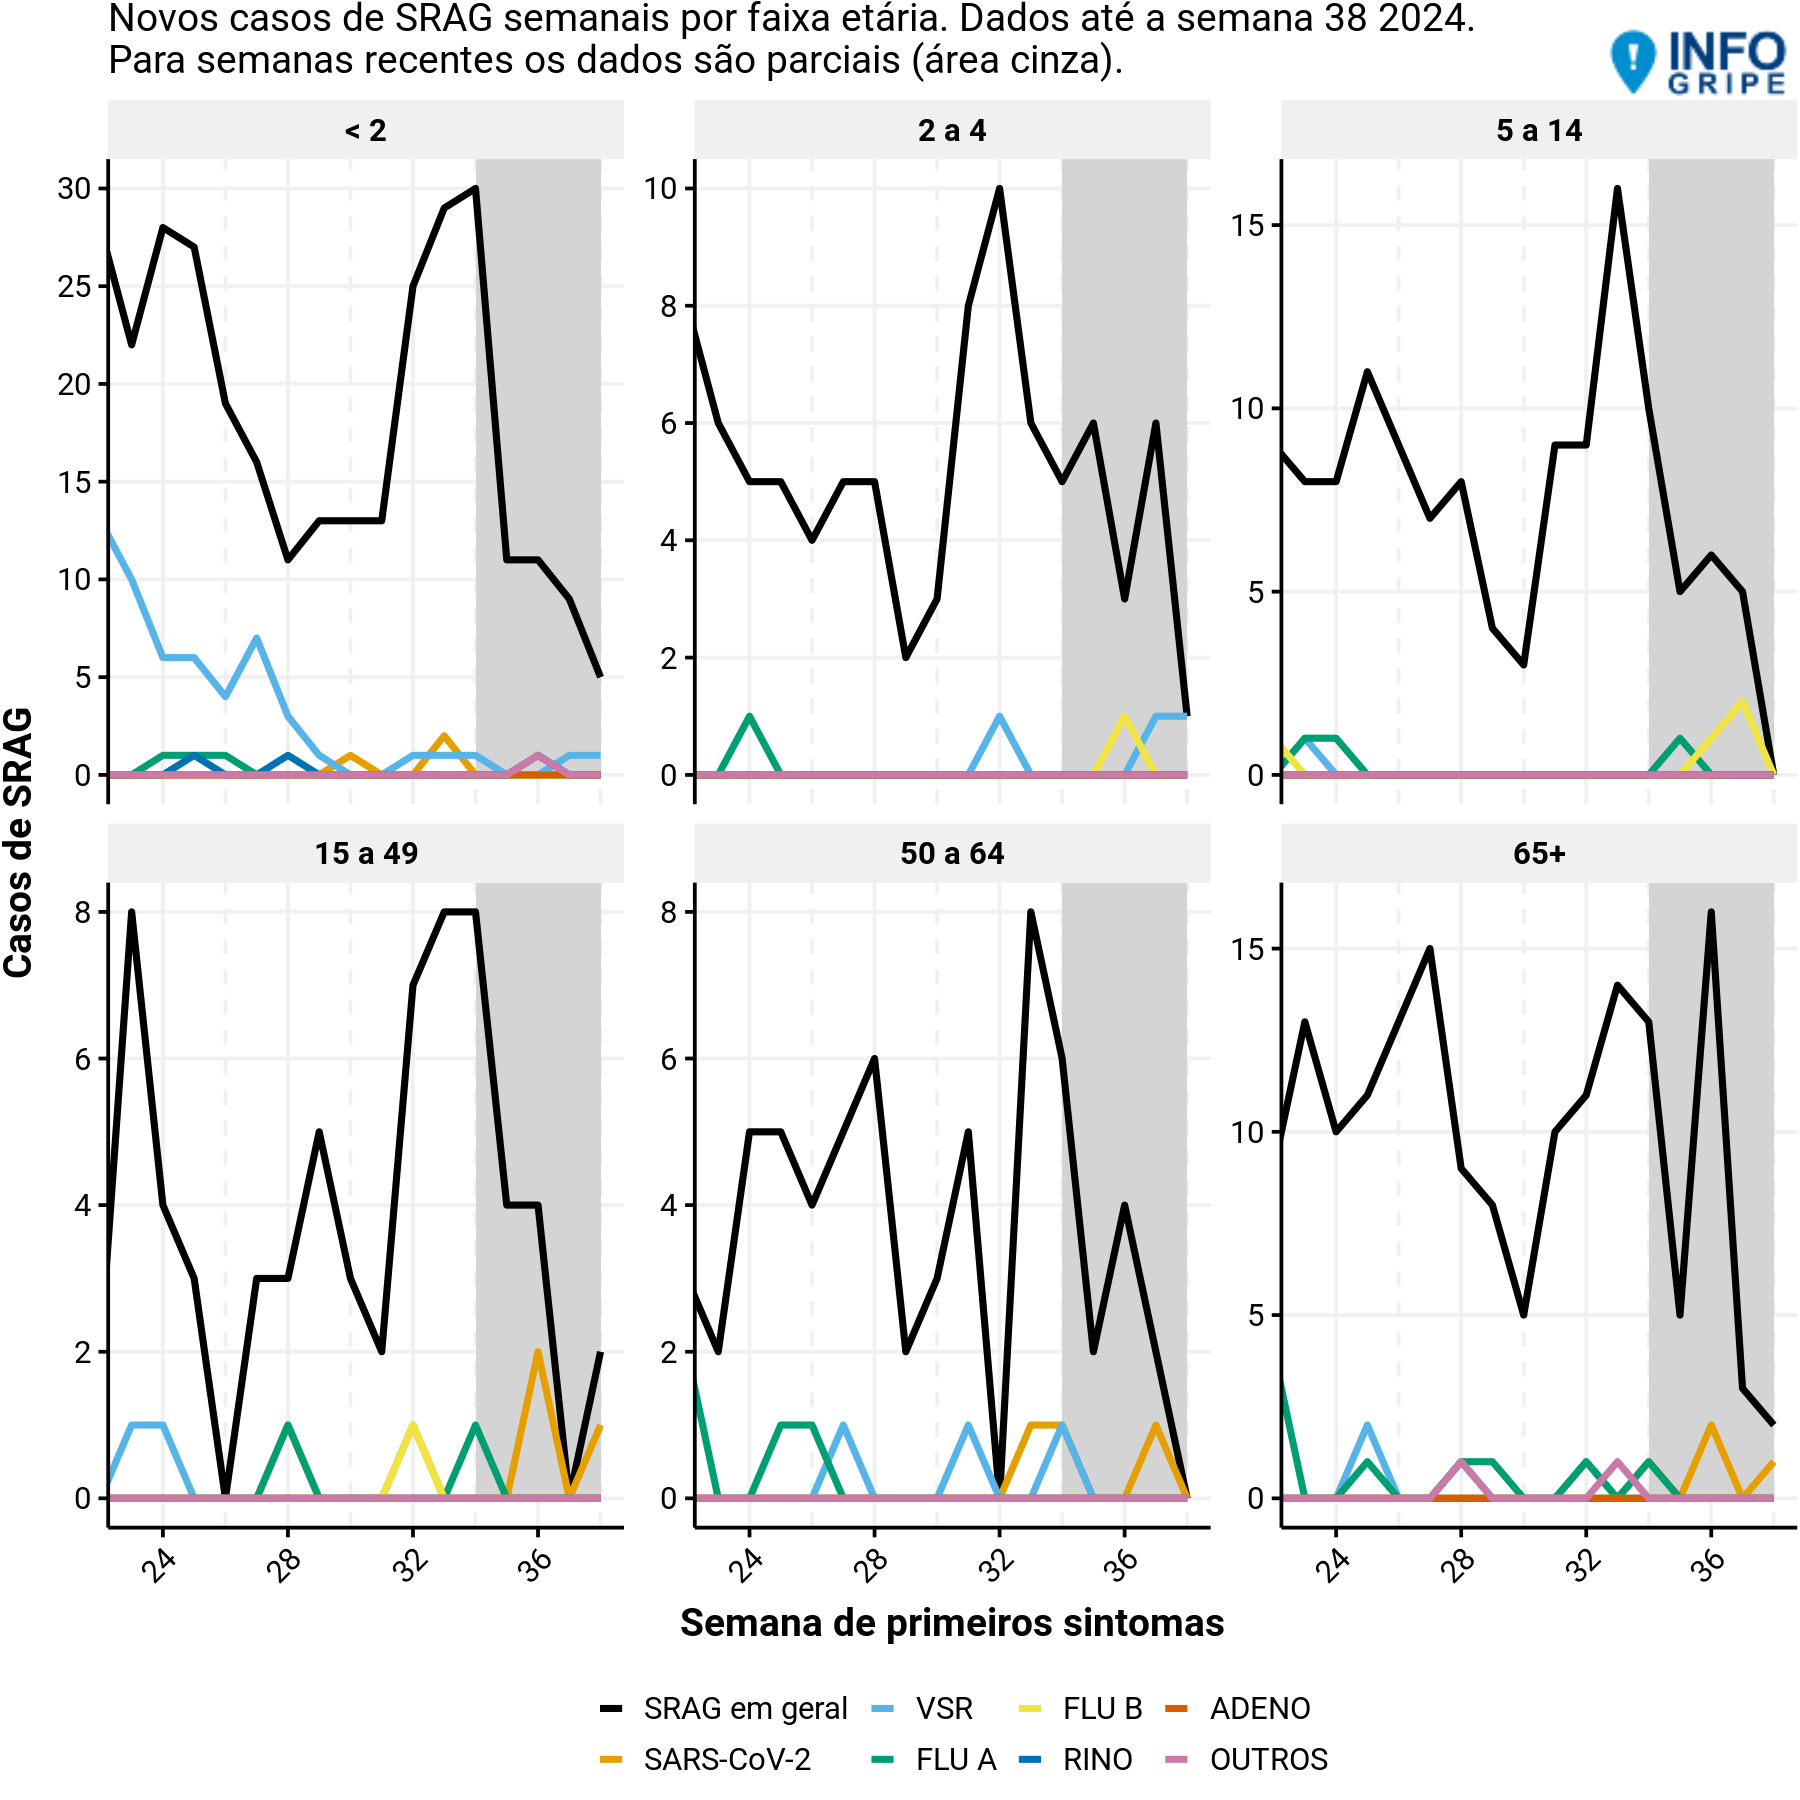 Novos casos de SRAG semanais por faixa etária. Dados até a semana 38 2024.
Para semanas recentes os dados são parciais (área cinza).
INFO
GRIPE
< 2
2 a 4
5 a 14
30
25
20
15
10
5
0
10
8
6
4
2
0
15
10
5
0
Casos de SRAG
15 a 49
50 a 64
65+
8
6
4
2
0
8
6
4
2
0
15
10
5
0
24 28 32 36
24 28 32 36
24 28 32 36
Semana de primeiros sintomas
SRAG em geral VSR FLU B ADENO
SARS-CoV-2 FLU A RINO OUTROS